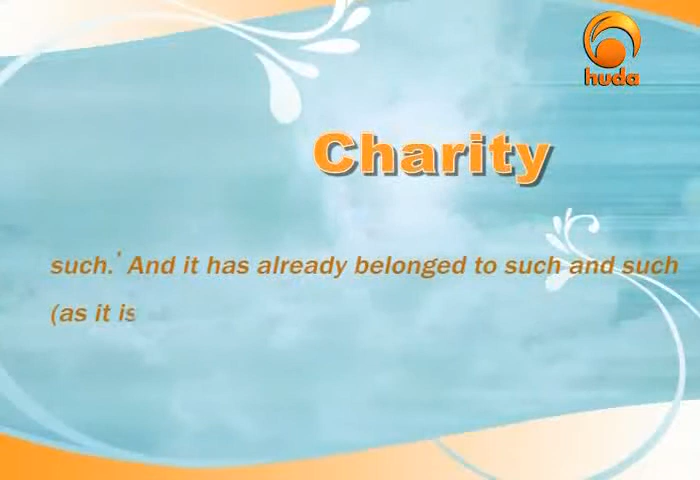 huda
Charity
such.' And it has already belonged to such and such
(as it is